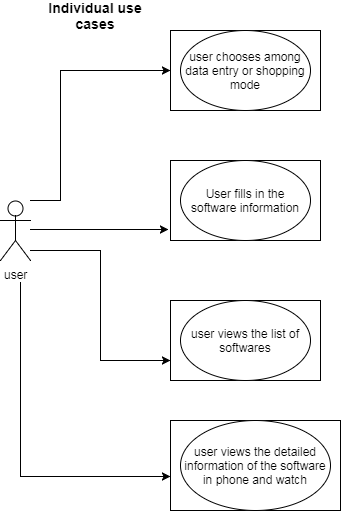 Individual use
cases
user chooses among
data entry or shopping
mode
User fills in the
software information
user
user views the list of
softwares
user views the detailed
information of the software
in phone and watch